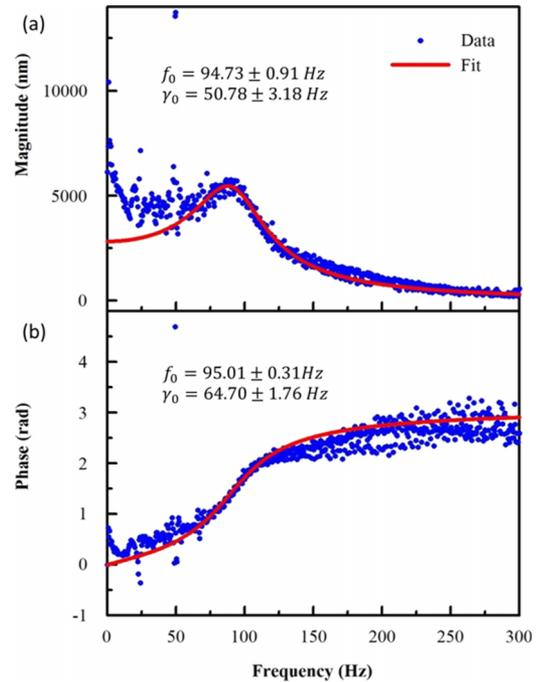 (a)
Data
Fit
f₀ = 94.73 ± 0.91 Hz
γ₀ = 50.78 ± 3.18 Hz
Magnitude (nm)
10000
5000
0
(b)
f₀ = 95.01 ± 0.31Hz
γ₀ = 64.70 ± 1.76 Hz
Phase (rad)
4
3
2
1
0
-1
0 50 100 150 200 250 300
Frequency (Hz)